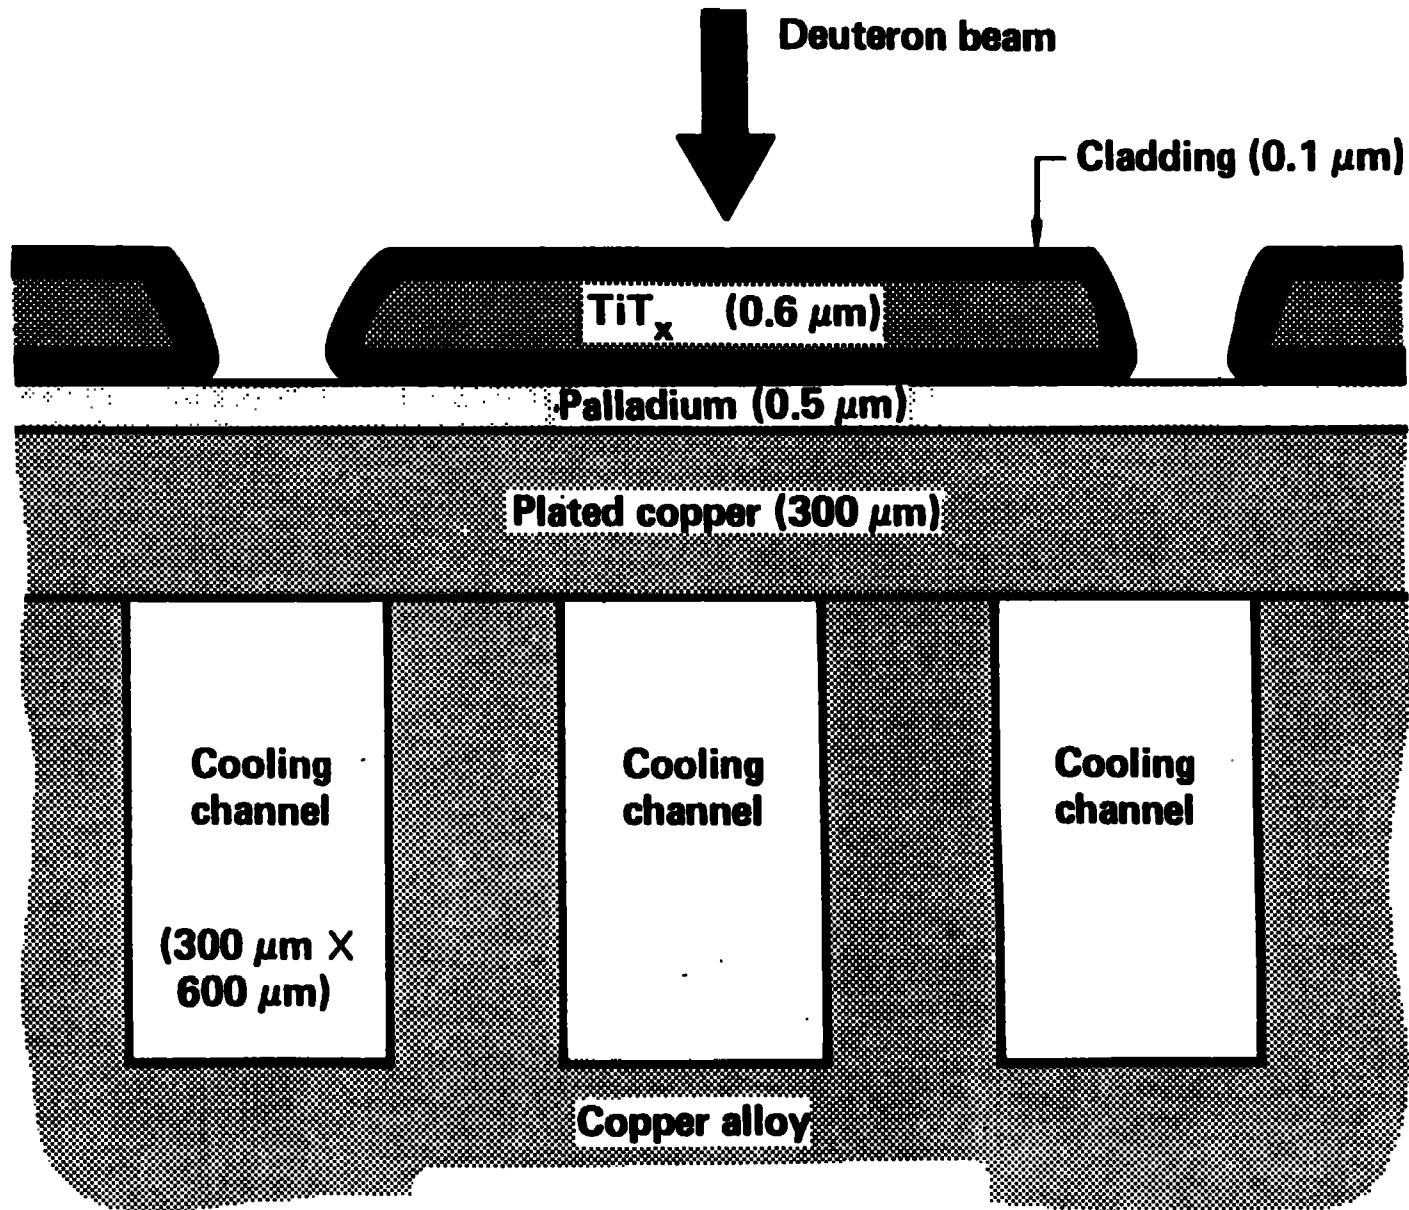 Deuteron beam
Cladding (0.1 μm)
TiTₓ (0.6 μm)
Palladium (0.5 μm)
Plated copper (300 μm)
Cooling
channel
Cooling
channel
Cooling
channel
(300 μm X
600 μm)
Copper alloy